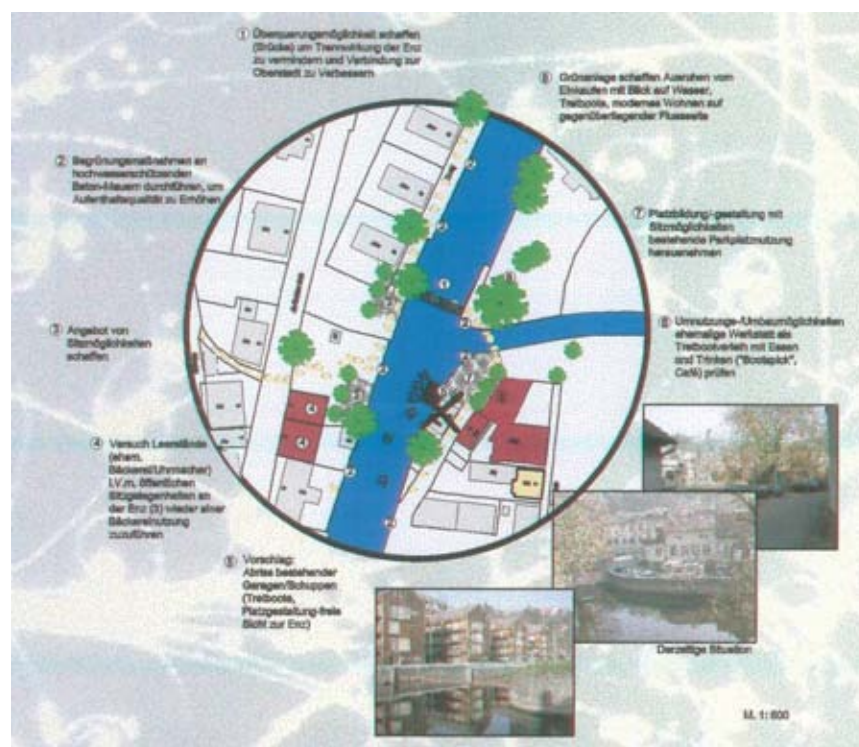 ① Überquerungsmöglichkeit schaffen
(Brücke) um Trennwirkung der Enz
zu vermindern und Verbindung zur
Oberstadt zu Verbessern
② Begrünungsmaßnahmen an
hochwasserschützenden
Beton-Mauern durchführen, um
Aufenthaltsqualität zu Erhöhen
③ Angebot von
Sitzmöglichkeiten
schaffen
④ Versuch Leerstände
(ehem.
Bäckerei/Uhrmacher)
i.V.m. öffentlichen
Sitzgelegenheiten an
der Enz (3) wieder einer
Bäckereinutzung
zuzuführen
⑤ Vorschlag:
Abriss bestehender
Garagen/Schuppen
(Tretboote,
Platzgestaltung-freie
Sicht zur Enz)
⑧ Grünanlage schaffen Ausruhen vom
Einkaufen mit Blick auf Wasser,
Tretboote, modernes Wohnen auf
gegenüberliegender Flussseite
⑦ Platzbildung/-gestaltung mit
Sitzmöglichkeiten
bestehende Parkplatznutzung
herausnehmen
⑥ Umnutzungs-/Umbaumöglichkeiten
ehemalige Werkstatt als
Tretbootverleih mit Essen
und Trinken ("Bootspick",
Café) prüfen
Derzeitige Situation
M. 1:600